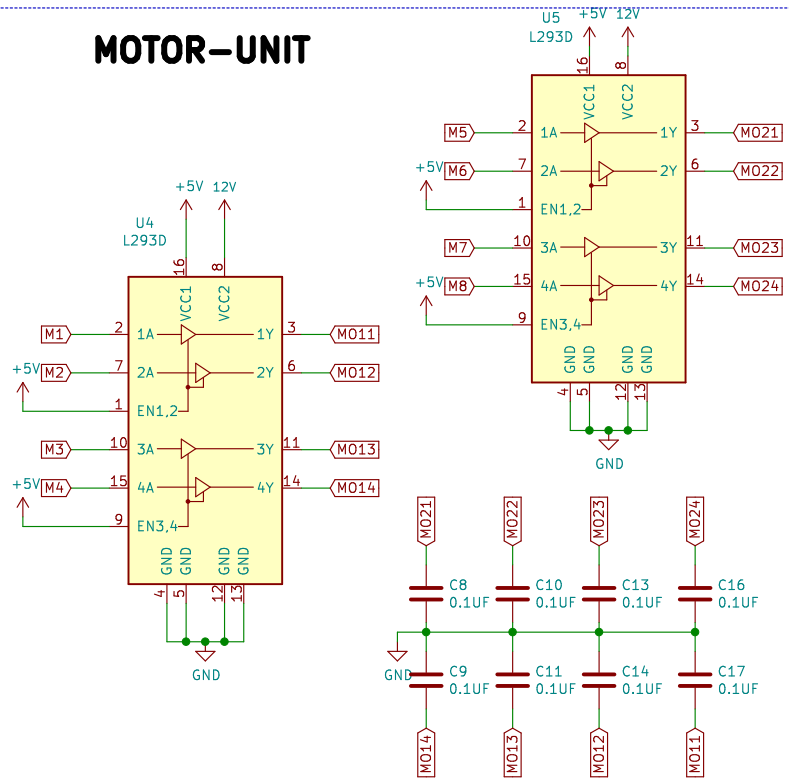 MOTOR-UNIT
U5
L293D
+5V
12V
16
8
VCC1
VCC2
M5
2
1A
1Y
3
MO21
M6
7
2A
2Y
6
MO22
+5V
1
EN1,2
M7
10
3A
3Y
11
MO23
M8
15
4A
4Y
14
MO24
+5V
9
EN3,4
GND
GND
GND
GND
4
5
12
13
GND
U4
L293D
+5V
12V
16
8
VCC1
VCC2
M1
2
1A
1Y
3
MO11
M2
7
2A
2Y
6
MO12
+5V
1
EN1,2
M3
10
3A
3Y
11
MO13
M4
15
4A
4Y
14
MO14
+5V
9
EN3,4
GND
GND
GND
GND
4
5
12
13
GND
MO21
MO22
MO23
MO24
C8
0.1UF
C10
0.1UF
C13
0.1UF
C16
0.1UF
GND
C9
0.1UF
C11
0.1UF
C14
0.1UF
C17
0.1UF
MO14
MO13
MO12
MO11